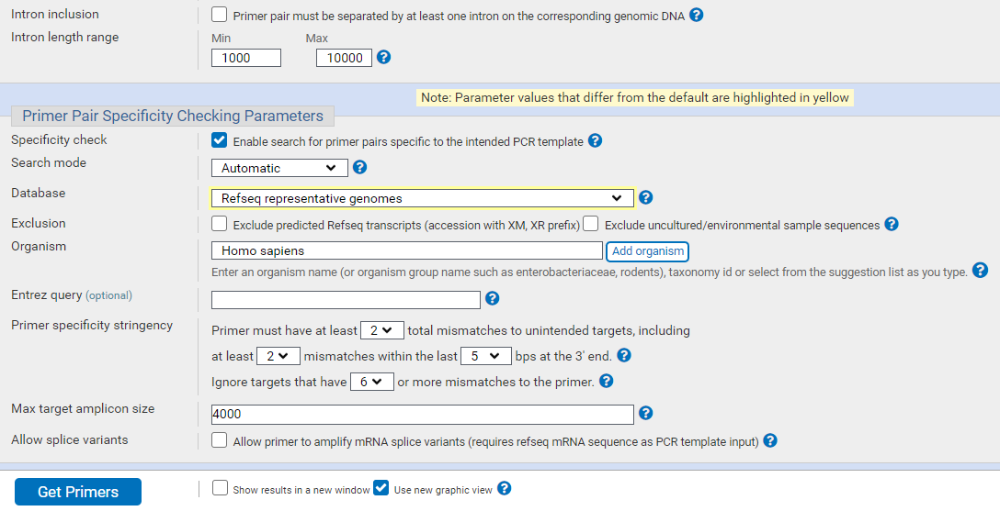 Intron inclusion
Primer pair must be separated by at least one intron on the corresponding genomic DNA ?
Intron length range
Min Max
1000 10000 ?
Note: Parameter values that differ from the default are highlighted in yellow
Primer Pair Specificity Checking Parameters
Specificity check
Enable search for primer pairs specific to the intended PCR template ?
Search mode
Automatic ?
Database
Refseq representative genomes ?
Exclusion
Exclude predicted Refseq transcripts (accession with XM, XR prefix) Exclude uncultured/environmental sample sequences ?
Organism
Homo sapiens Add organism
Enter an organism name (or organism group name such as enterobacteriaceae, rodents), taxonomy id or select from the suggestion list as you type. ?
Entrez query (optional)
?
Primer specificity stringency
Primer must have at least 2 total mismatches to unintended targets, including
at least 2 mismatches within the last 5 bps at the 3' end. ?
Ignore targets that have 6 or more mismatches to the primer. ?
Max target amplicon size
4000 ?
Allow splice variants
Allow primer to amplify mRNA splice variants (requires refseq mRNA sequence as PCR template input) ?
Get Primers
Show results in a new window Use new graphic view ?